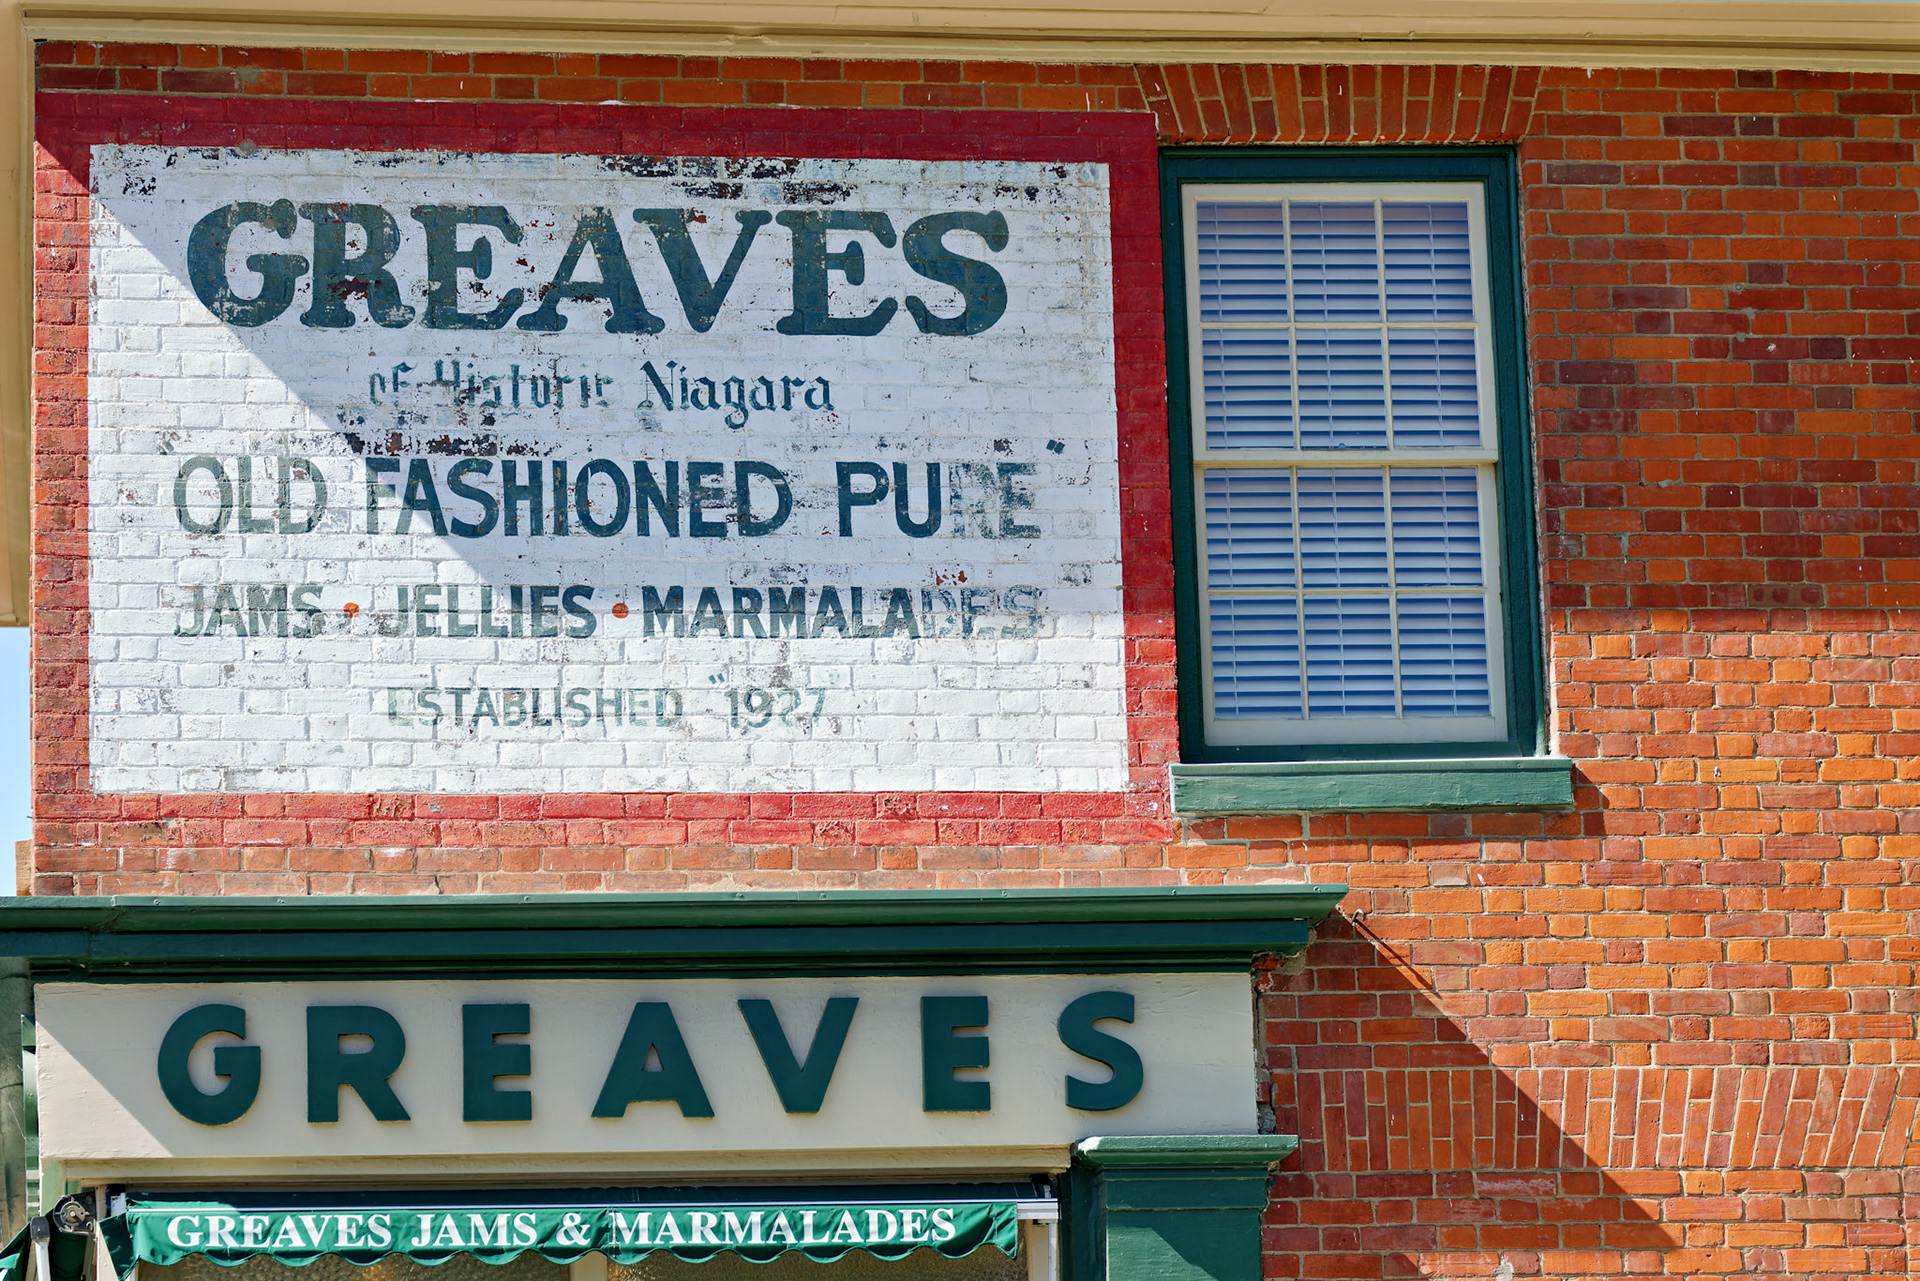 GREAVES
of Historic Niagara
"OLD FASHIONED PURE"
JAMS • JELLIES • MARMALADES
ESTABLISHED "1927"
GREAVES
GREAVES JAMS & MARMALADES